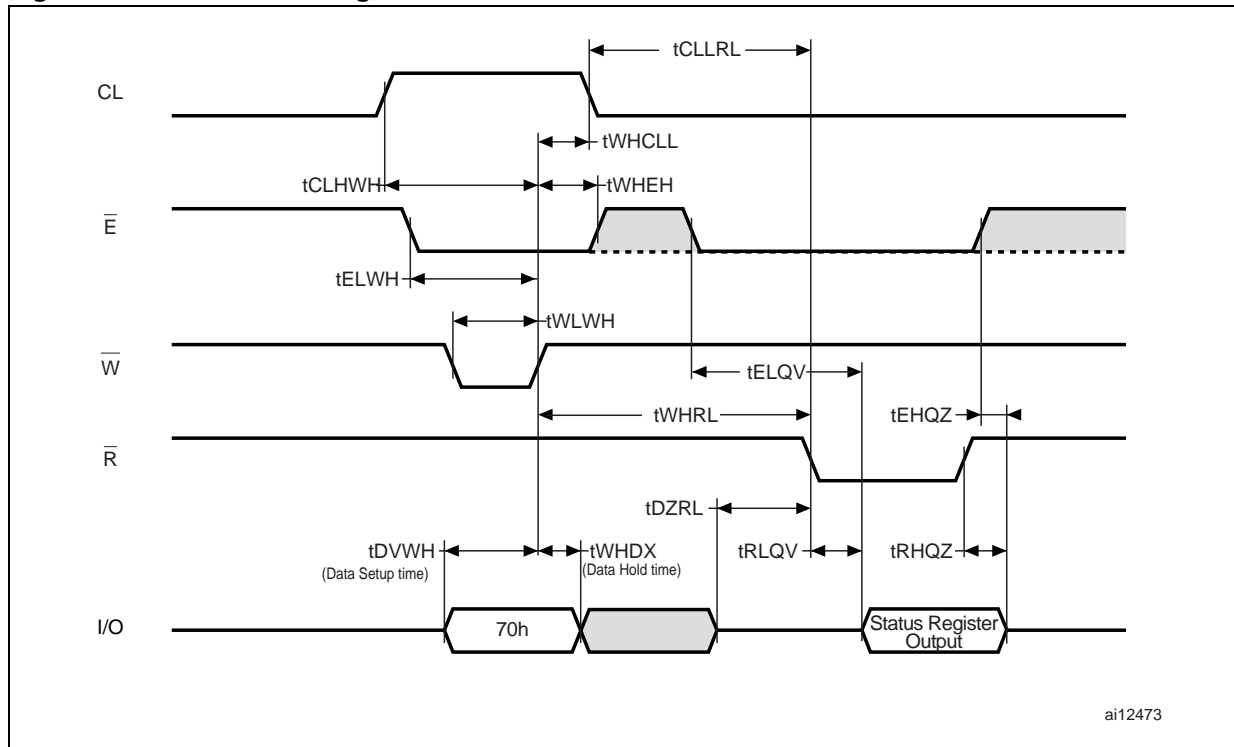 tCLLRL
CL
tWHCLL
tCLHWH
tWHEH
E
tELWH
tWLWH
W
tELQV
tWHRL
tEHQZ
R
tDZRL
tDVWH
(Data Setup time)
tWHDX
(Data Hold time)
tRLQV
tRHQZ
I/O
70h
Status Register
Output
ai12473